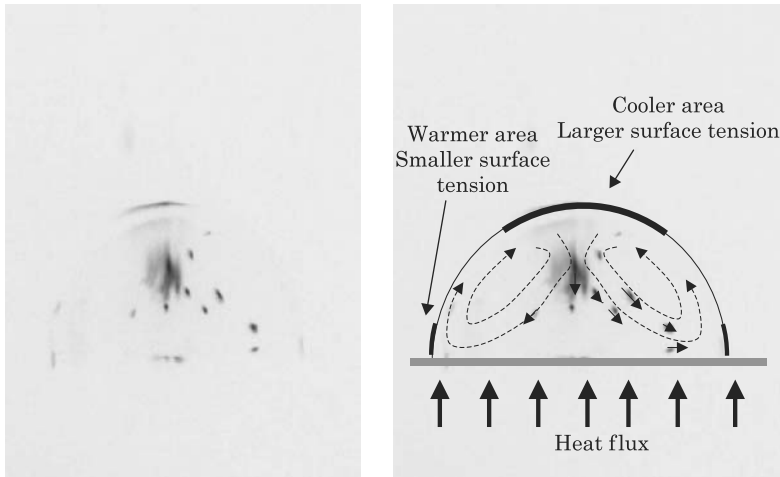 Cooler area
Larger surface tension
Warmer area
Smaller surface
tension
Heat flux